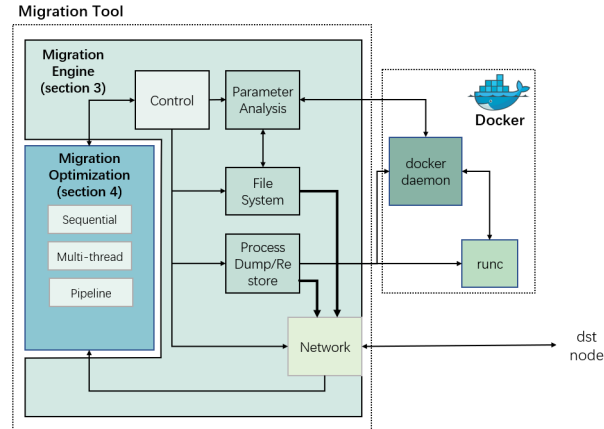 Migration Tool
Migration
Engine
(section 3)
Control
Parameter
Analysis
Docker
Migration
Optimization
(section 4)
Sequential
Multi-thread
Pipeline
File
System
docker
daemon
Process
Dump/Re
store
runc
Network
dst
node